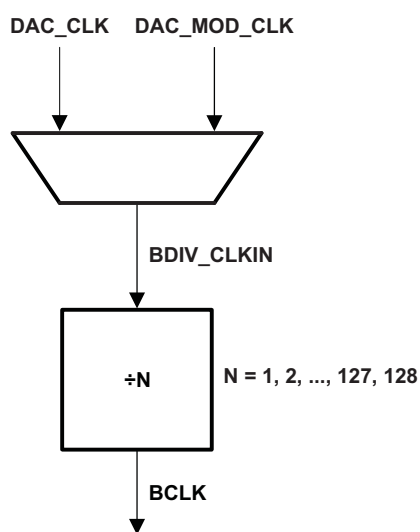 DAC_CLK DAC_MOD_CLK
BDIV_CLKIN
÷N
N = 1, 2, ..., 127, 128
BCLK